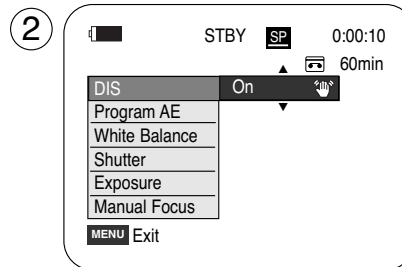 2
STBY SP 0:00:10
60min
DIS On
Program AE
White Balance
Shutter
Exposure
Manual Focus
MENU Exit